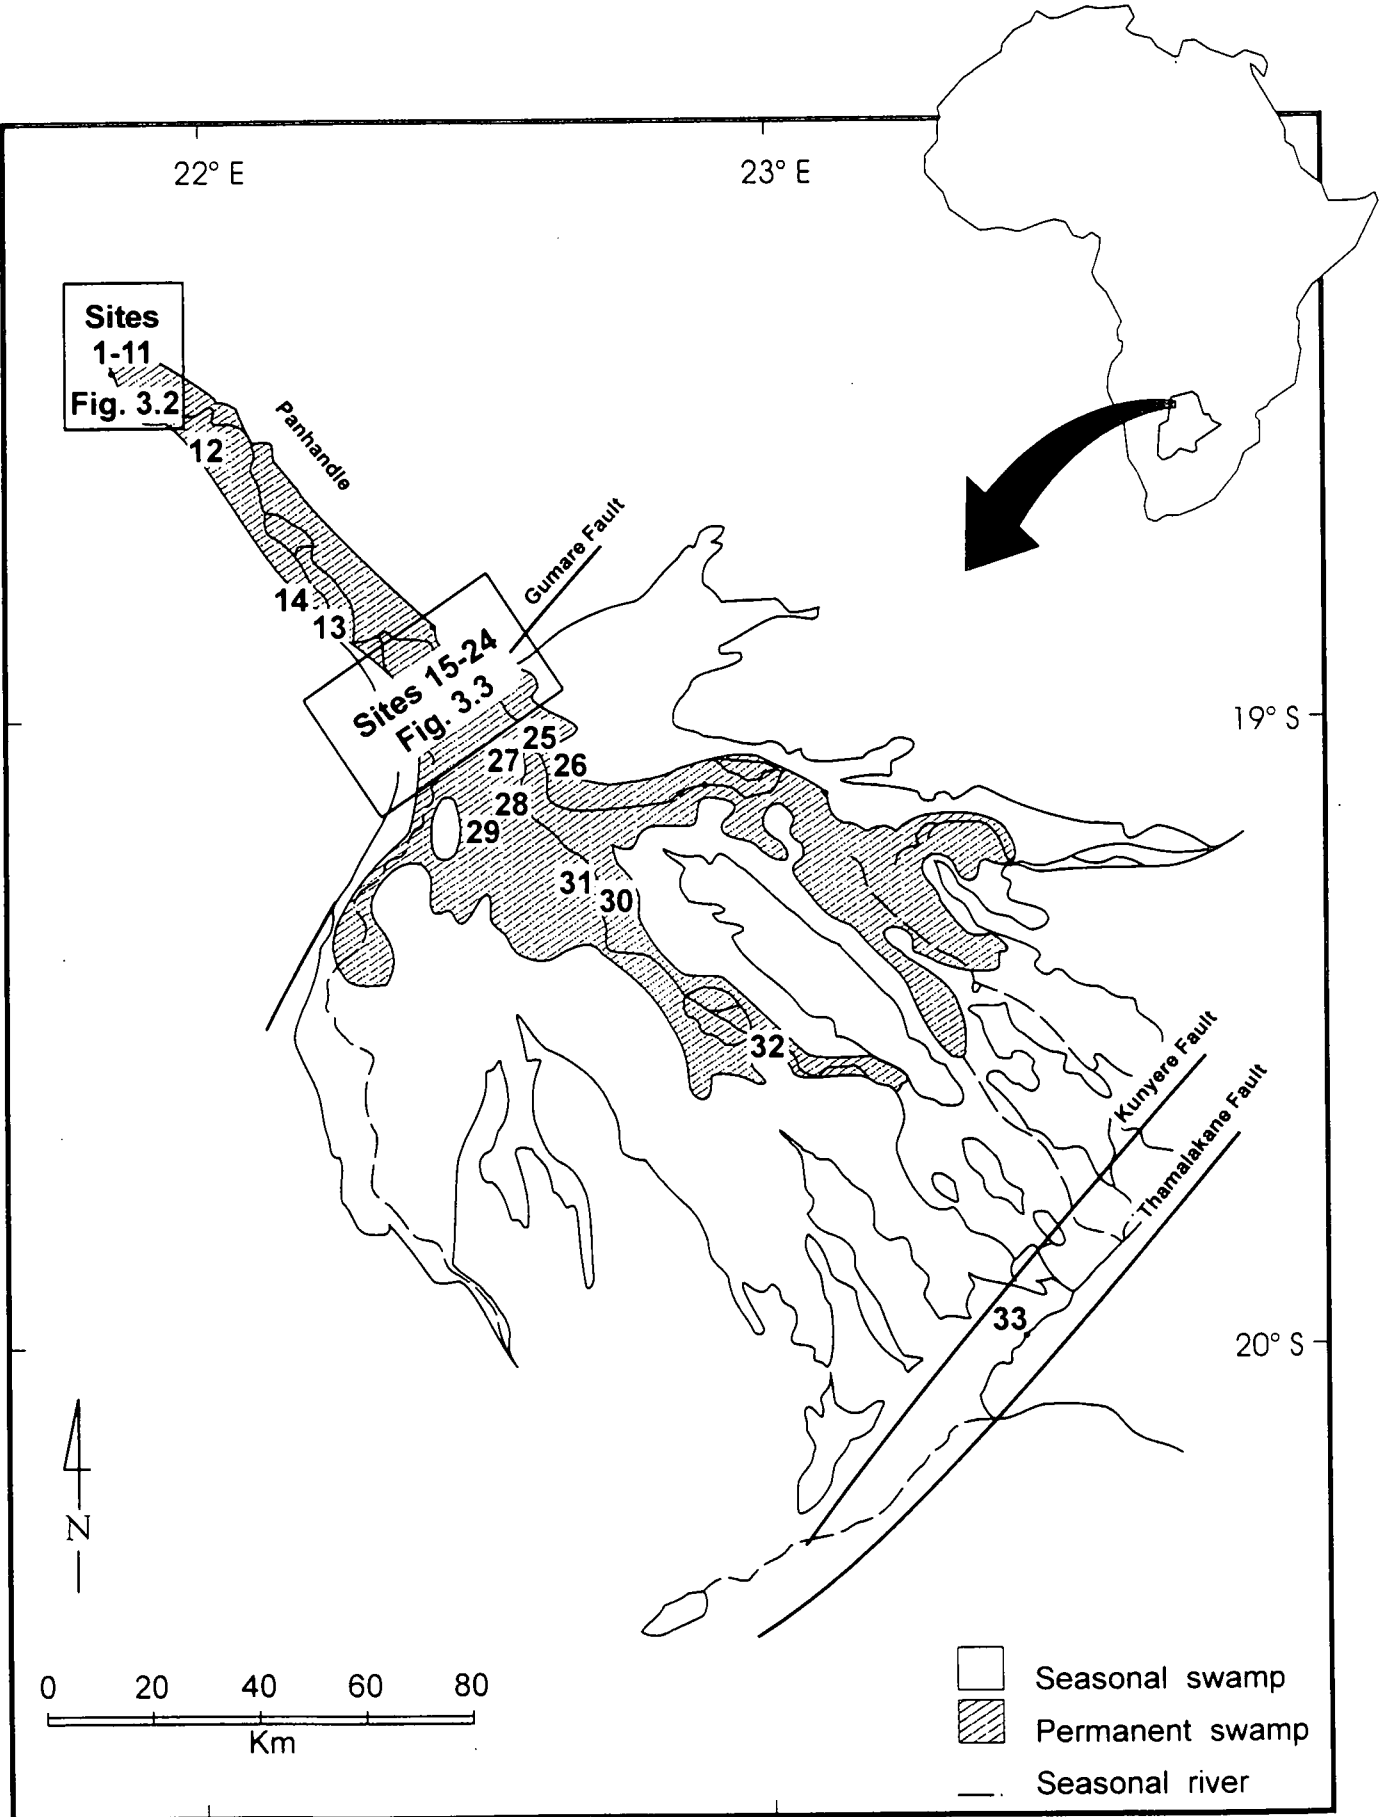 22° E
23° E
Sites
1-11
Fig. 3.2
12
Panhandle
Gumare Fault
14
13
Sites 15-24
Fig. 3.3
19° S
25
27
26
28
29
31
30
32
Kunyere Fault
Thamalakane Fault
33
20° S
N
0 20 40 60 80
Km
Seasonal swamp
Permanent swamp
Seasonal river